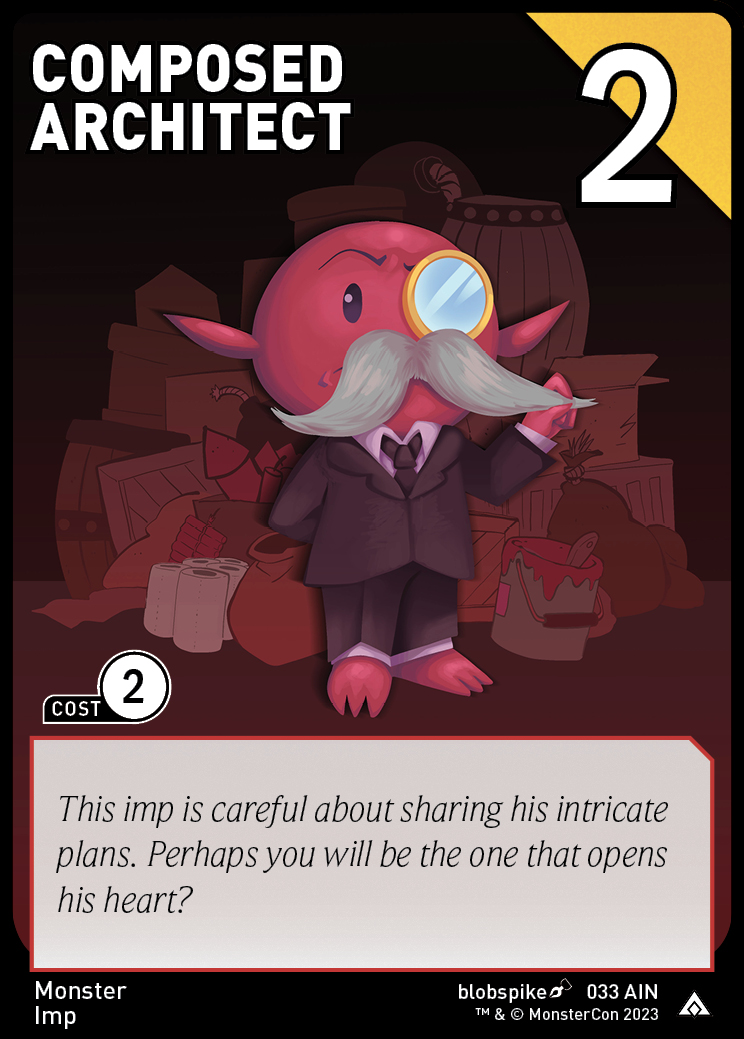 COMPOSED
ARCHITECT
2
COST 2
This imp is careful about sharing his intricate
plans. Perhaps you will be the one that opens
his heart?
Monster
Imp
blobspike 033 AIN
™ & © MonsterCon 2023